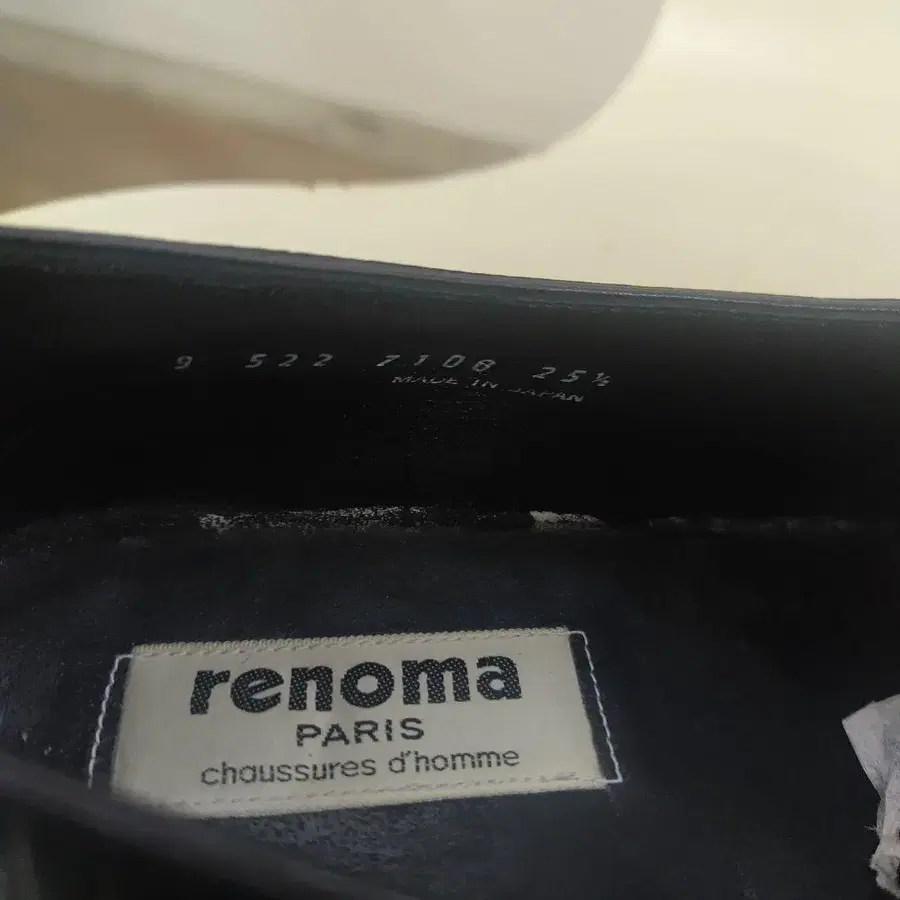 9 522 7108 25½
MADE IN JAPAN
renoma
PARIS
chaussures d'homme